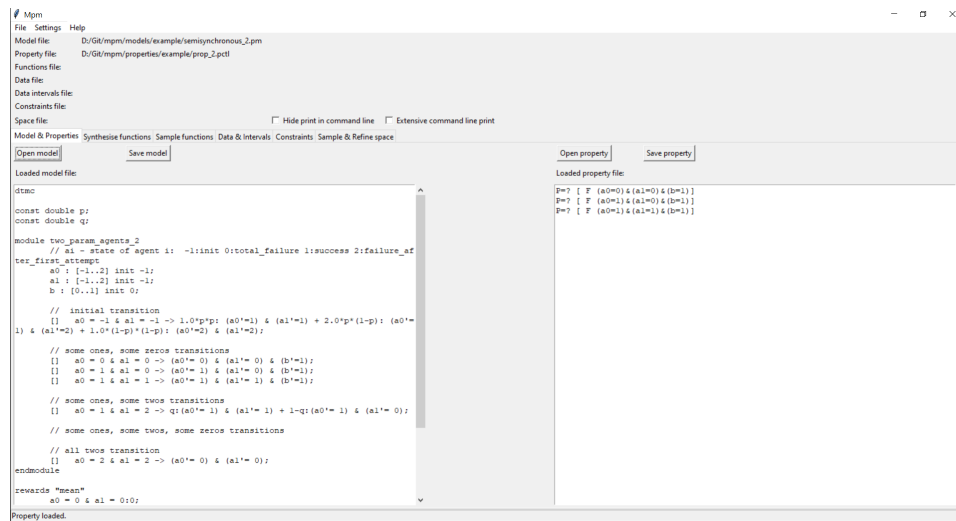 Mpm
File Settings Help
Model file: D:/Git/mpm/models/example/semisynchronous_2.pm
Property file: D:/Git/mpm/properties/example/prop_2.pctl
Functions file:
Data file:
Data intervals file:
Constraints file:
Space file:
Hide print in command line Extensive command line print
Model & Properties Synthesise functions Sample functions Data & Intervals Constraints Sample & Refine space
Open model Save model
Loaded model file:
dtmc
const double p;
const double q;
module two_param_agents_2
// ai - state of agent i: -1:init 0:total_failure 1:success 2:failure_af
ter_first_attempt
a0 : [-1..2] init -1;
a1 : [-1..2] init -1;
b : [0..1] init 0;
// initial transition
[] a0 = -1 & a1 = -1 -> 1.0*p*p: (a0'=1) & (a1'=1) + 2.0*p*(1-p): (a0'=
1) & (a1'=2) + 1.0*(1-p)*(1-p): (a0'=2) & (a1'=2);
// some ones, some zeros transitions
[] a0 = 0 & a1 = 0 -> (a0'= 0) & (a1'= 0) & (b'=1);
[] a0 = 1 & a1 = 0 -> (a0'= 1) & (a1'= 0) & (b'=1);
[] a0 = 1 & a1 = 1 -> (a0'= 1) & (a1'= 1) & (b'=1);
// some ones, some twos transitions
[] a0 = 1 & a1 = 2 -> q:(a0'= 1) & (a1'= 1) + 1-q:(a0'= 1) & (a1'= 0);
// some ones, some twos, some zeros transitions
// all twos transition
[] a0 = 2 & a1 = 2 -> (a0'= 0) & (a1'= 0);
endmodule
rewards "mean"
a0 = 0 & a1 = 0:0;
Open property Save property
Loaded property file:
P=? [ F (a0=0)&(a1=0)&(b=1)]
P=? [ F (a0=1)&(a1=0)&(b=1)]
P=? [ F (a0=1)&(a1=1)&(b=1)]
Property loaded.